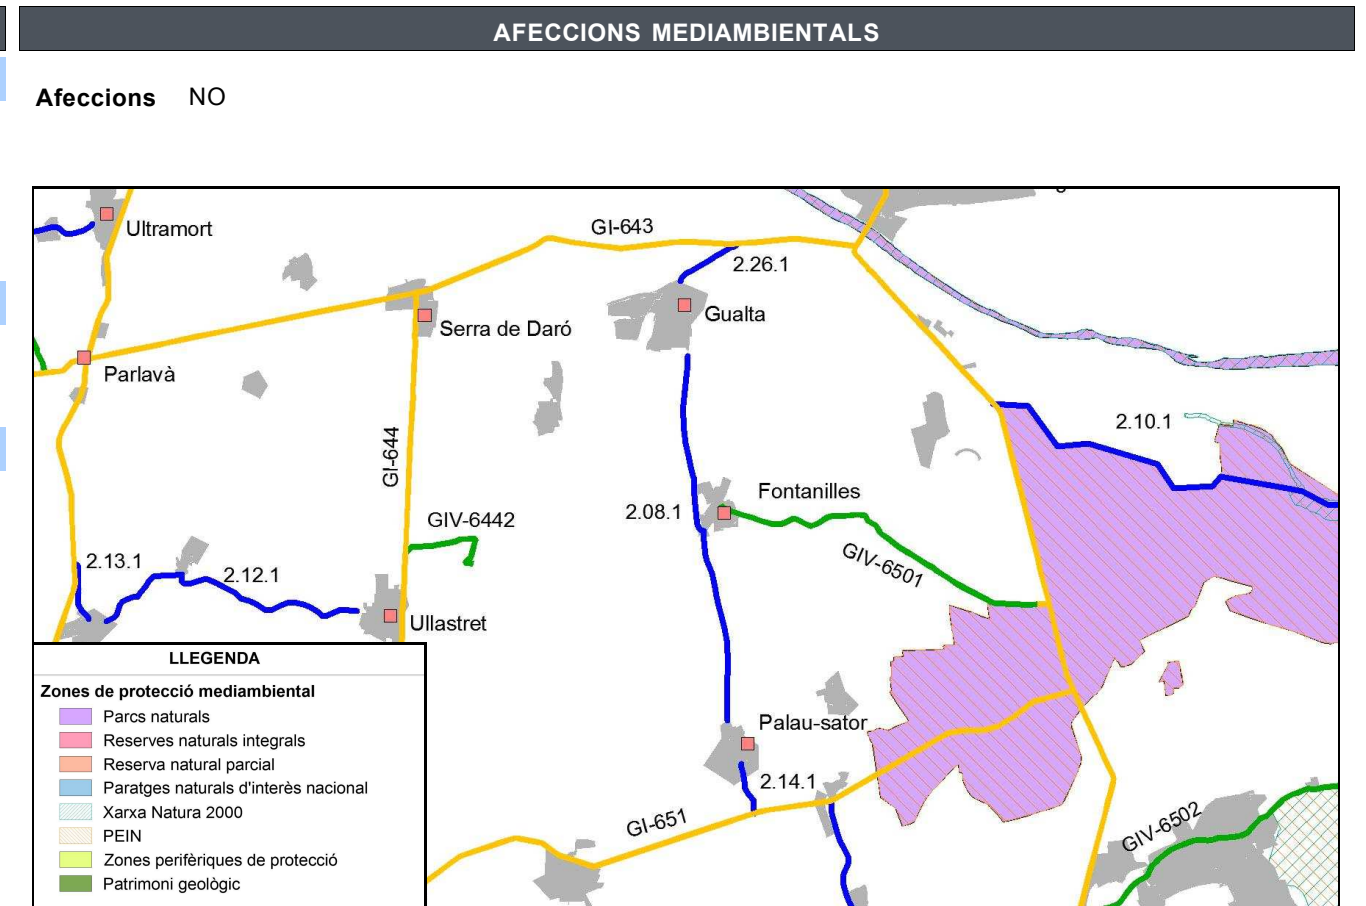 AFECCIONS MEDIAMBIENTALS
Afeccions NO
Ultramort
GI-643
2.26.1
Gualta
Serra de Daró
Parlavà
2.10.1
GI-644
Fontanilles
2.08.1
GIV-6442
GIV-6501
2.13.1
2.12.1
Ullastret
Palau-sator
2.14.1
GI-651
GIV-6502
LLEGENDA
Zones de protecció mediambiental
Parcs naturals
Reserves naturals integrals
Reserva natural parcial
Paratges naturals d'interès nacional
Xarxa Natura 2000
PEIN
Zones perifèriques de protecció
Patrimoni geològic